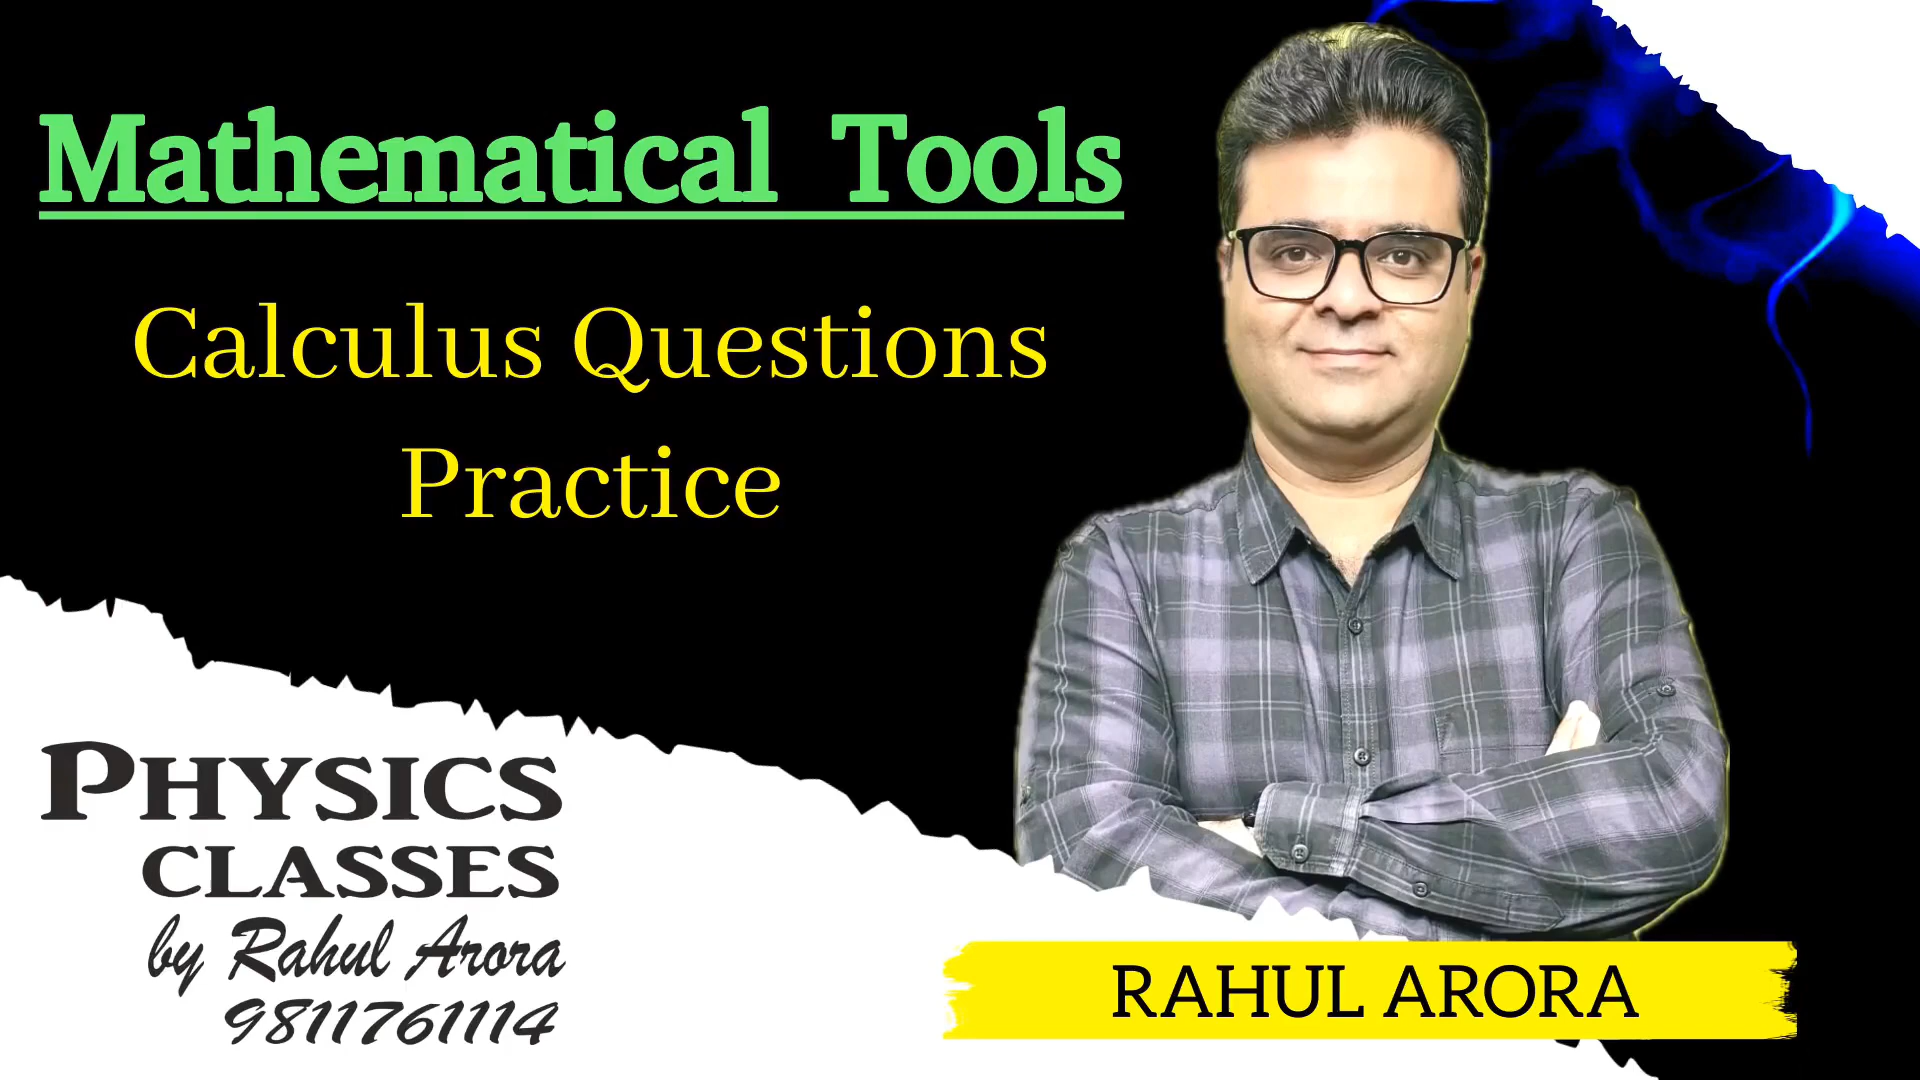 Mathematical Tools
Calculus Questions
Practice
PHYSICS
CLASSES
by Rahul Arora
9811761114
RAHUL ARORA